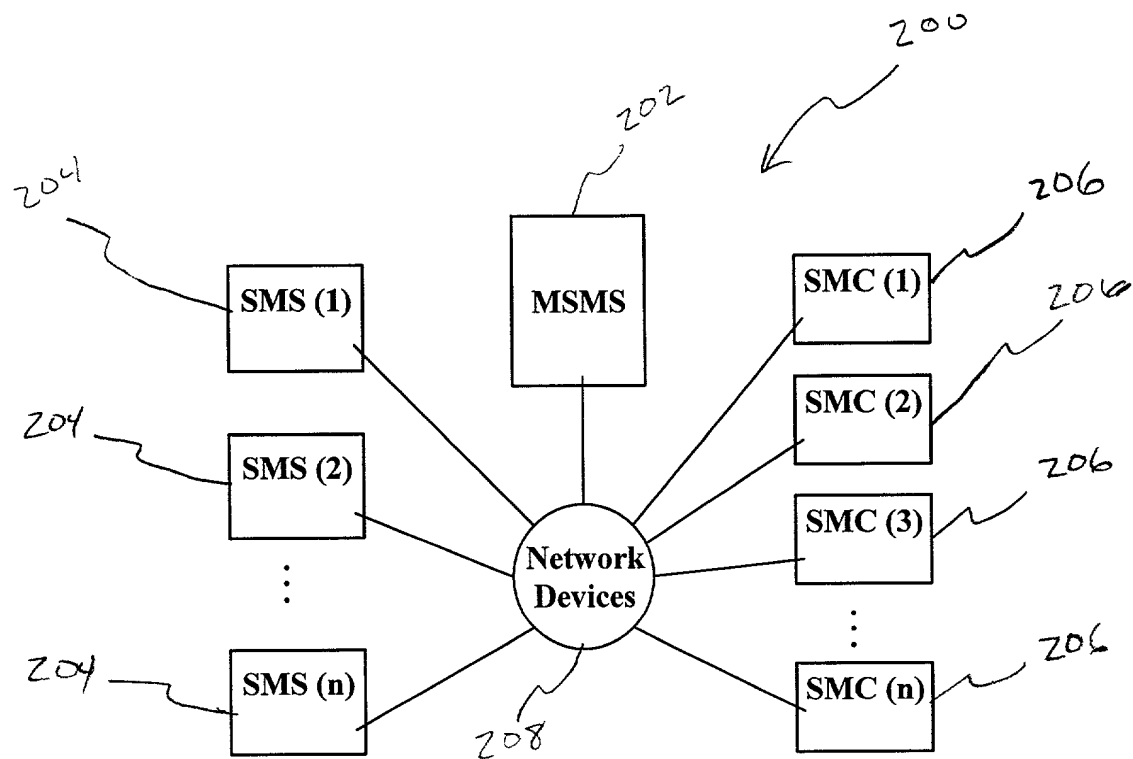 200
202
204
206
SMS (1)
MSMS
SMC (1)
206
SMC (2)
204
SMS (2)
206
SMC (3)
Network
Devices
204
SMS (n)
206
SMC (n)
208